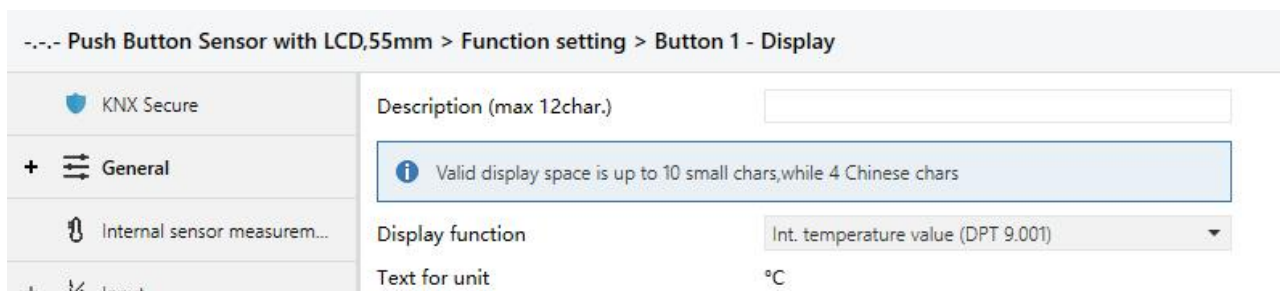 -.-.- Push Button Sensor with LCD,55mm > Function setting > Button 1 - Display
KNX Secure
Description (max 12char.)
+ General
Valid display space is up to 10 small chars,while 4 Chinese chars
Internal sensor measurem...
Display function
Int. temperature value (DPT 9.001)
Text for unit
°C